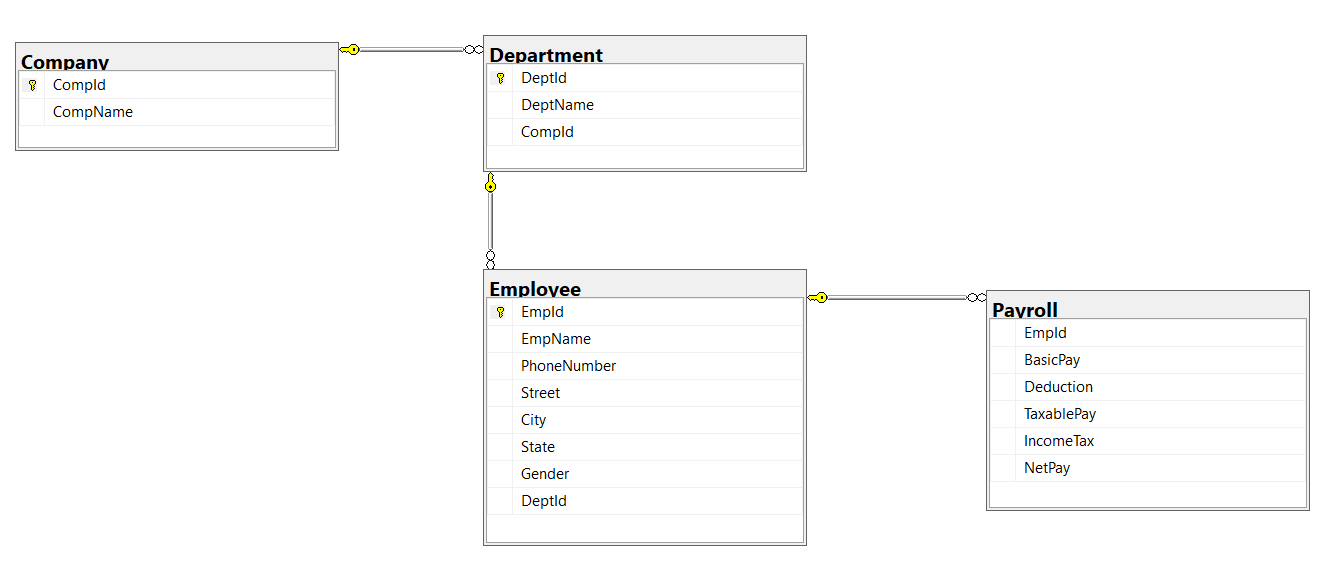 Company
CompId
CompName
Department
DeptId
DeptName
CompId
Employee
EmpId
EmpName
PhoneNumber
Street
City
State
Gender
DeptId
Payroll
EmpId
BasicPay
Deduction
TaxablePay
IncomeTax
NetPay